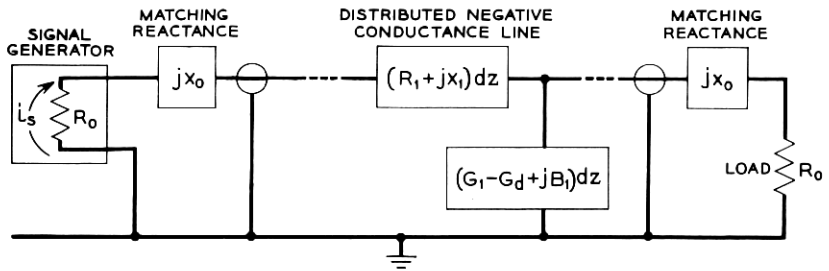 SIGNAL
GENERATOR
MATCHING
REACTANCE
DISTRIBUTED NEGATIVE
CONDUCTANCE LINE
MATCHING
REACTANCE
is
R₀
jx₀
(R₁+jx₁)dz
jx₀
(G₁−Gd+jB₁)dz
LOAD
R₀